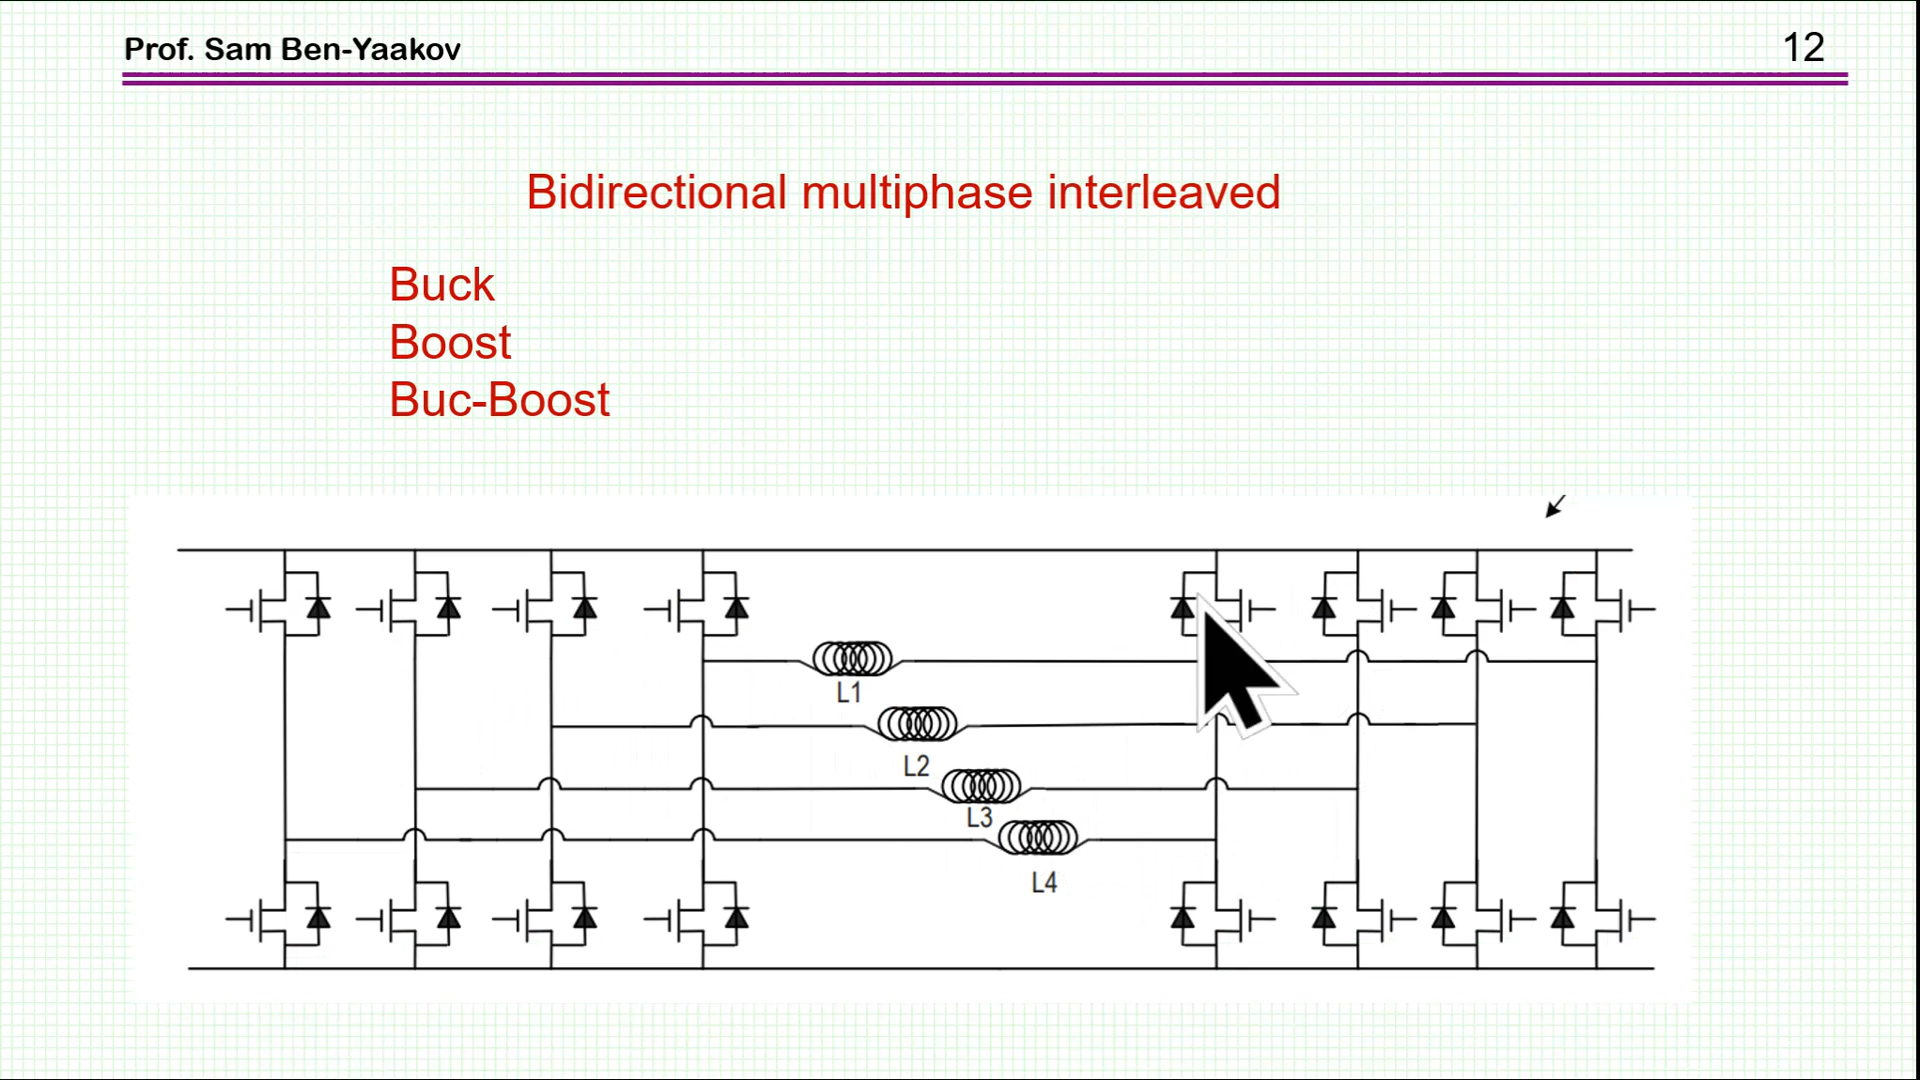 Prof. Sam Ben-Yaakov
12
Bidirectional multiphase interleaved
Buck
Boost
Buc-Boost
L1
L2
L3
L4